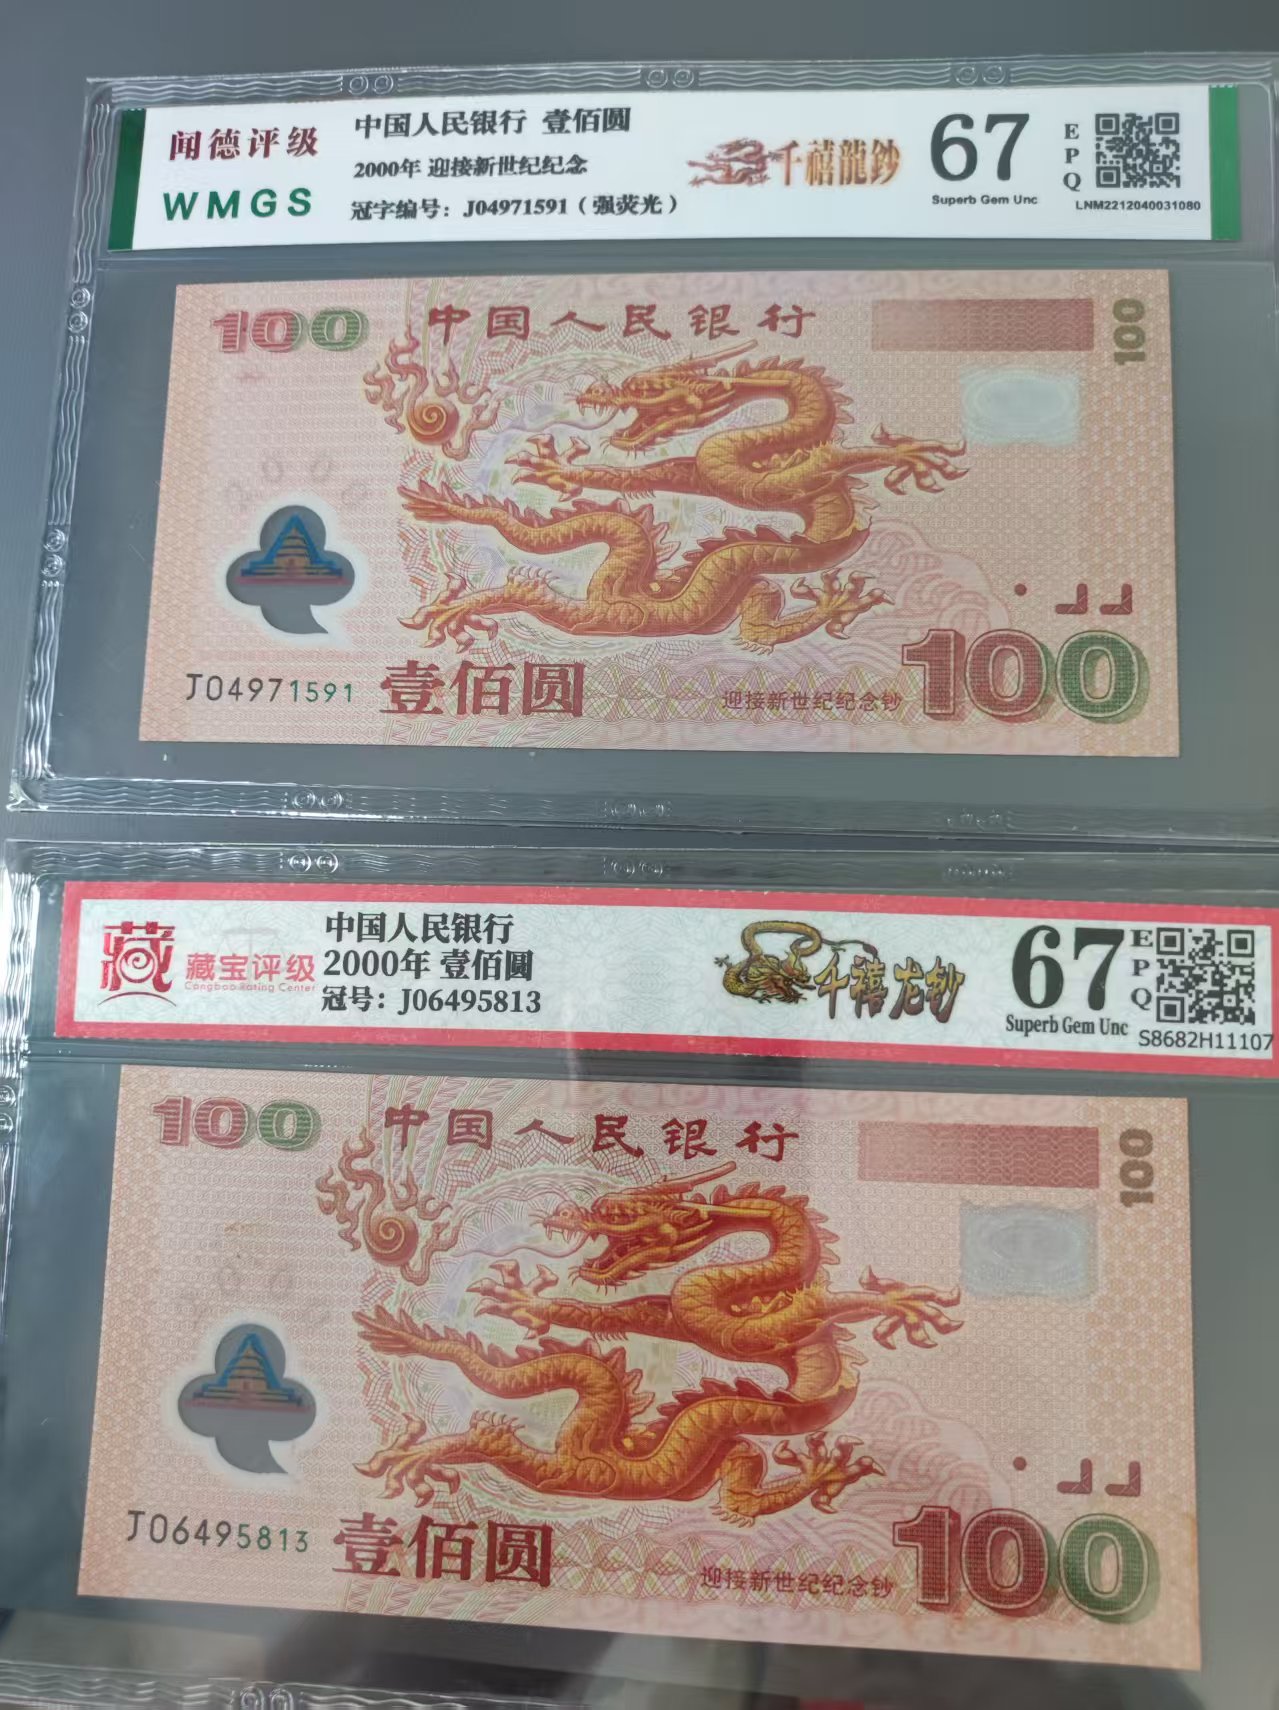 闻德评级
WMGS
中国人民银行 壹佰圆
2000年 迎接新世纪纪念
冠字编号：J04971591（强荧光）
千禧龍鈔
67
Superb Gem Unc
EPQ
LNM2212040031080
100
中国人民银行
100
2000
J04971591
壹佰圆
迎接新世纪纪念钞
100
藏
藏宝评级
Cangbao Rating Center
中国人民银行
2000年 壹佰圆
冠号：J06495813
千禧龙钞
67
Superb Gem Unc
EPQ
S8682H11107
100
中国人民银行
100
J06495813
壹佰圆
迎接新世纪纪念钞
100